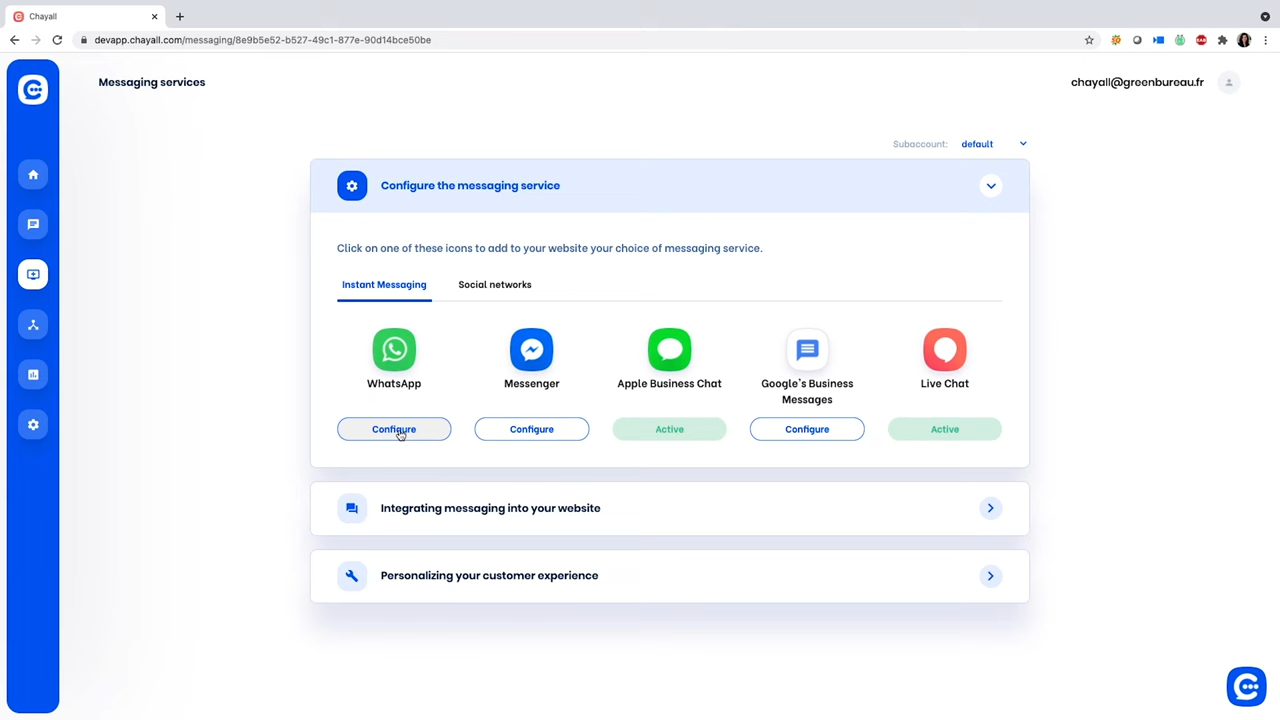 Chayall
devapp.chayall.com/messaging/8e9b5e52-b527-49c1-877e-90d14bce50be
Messaging services
chayall@greenbureau.fr
Subaccount: default
Configure the messaging service
Click on one of these icons to add to your website your choice of messaging service.
Instant Messaging Social networks
WhatsApp Messenger Apple Business Chat Google's Business Messages Live Chat
Configure Configure Active Configure Active
Integrating messaging into your website
Personalizing your customer experience